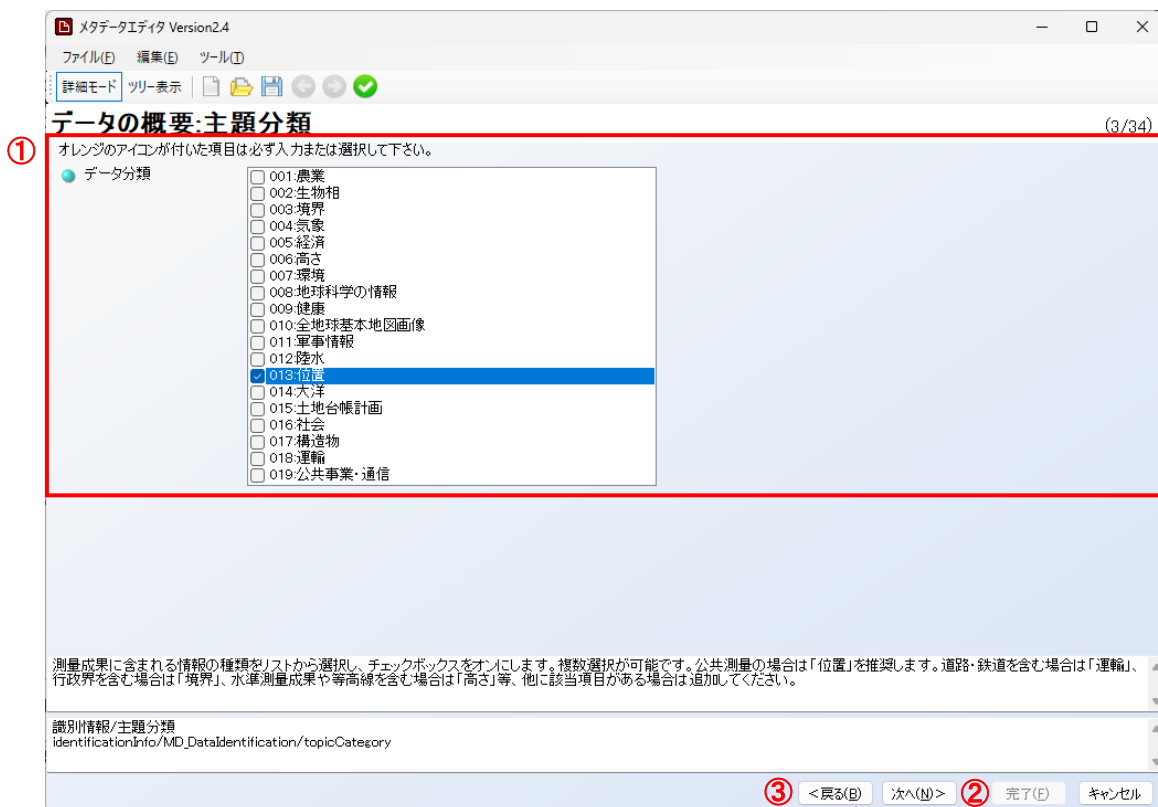 メタデータエディタ Version2.4
ファイル(F) 編集(E) ツール(T)
詳細モード ツリー表示
データの概要:主題分類 (3/34)
①
オレンジのアイコンが付いた項目は必ず入力または選択して下さい。
データ分類
001:農業
002:生物相
003:境界
004:気象
005:経済
006:高さ
007:環境
008:地球科学の情報
009:健康
010:全地球基本地図画像
011:軍事情報
012:陸水
013:位置
014:大洋
015:土地台帳計画
016:社会
017:構造物
018:運輸
019:公共事業・通信
測量成果に含まれる情報の種類をリストから選択し、チェックボックスをオンにします。複数選択が可能です。公共測量の場合は「位置」を推奨します。道路・鉄道を含む場合は「運輸」、
行政界を含む場合は「境界」、水準測量成果や等高線を含む場合は「高さ」等、他に該当項目がある場合は追加してください。
識別情報/主題分類
identificationInfo/MD_DataIdentification/topicCategory
③ <戻る(B) 次へ(N)> ② 完了(F) キャンセル